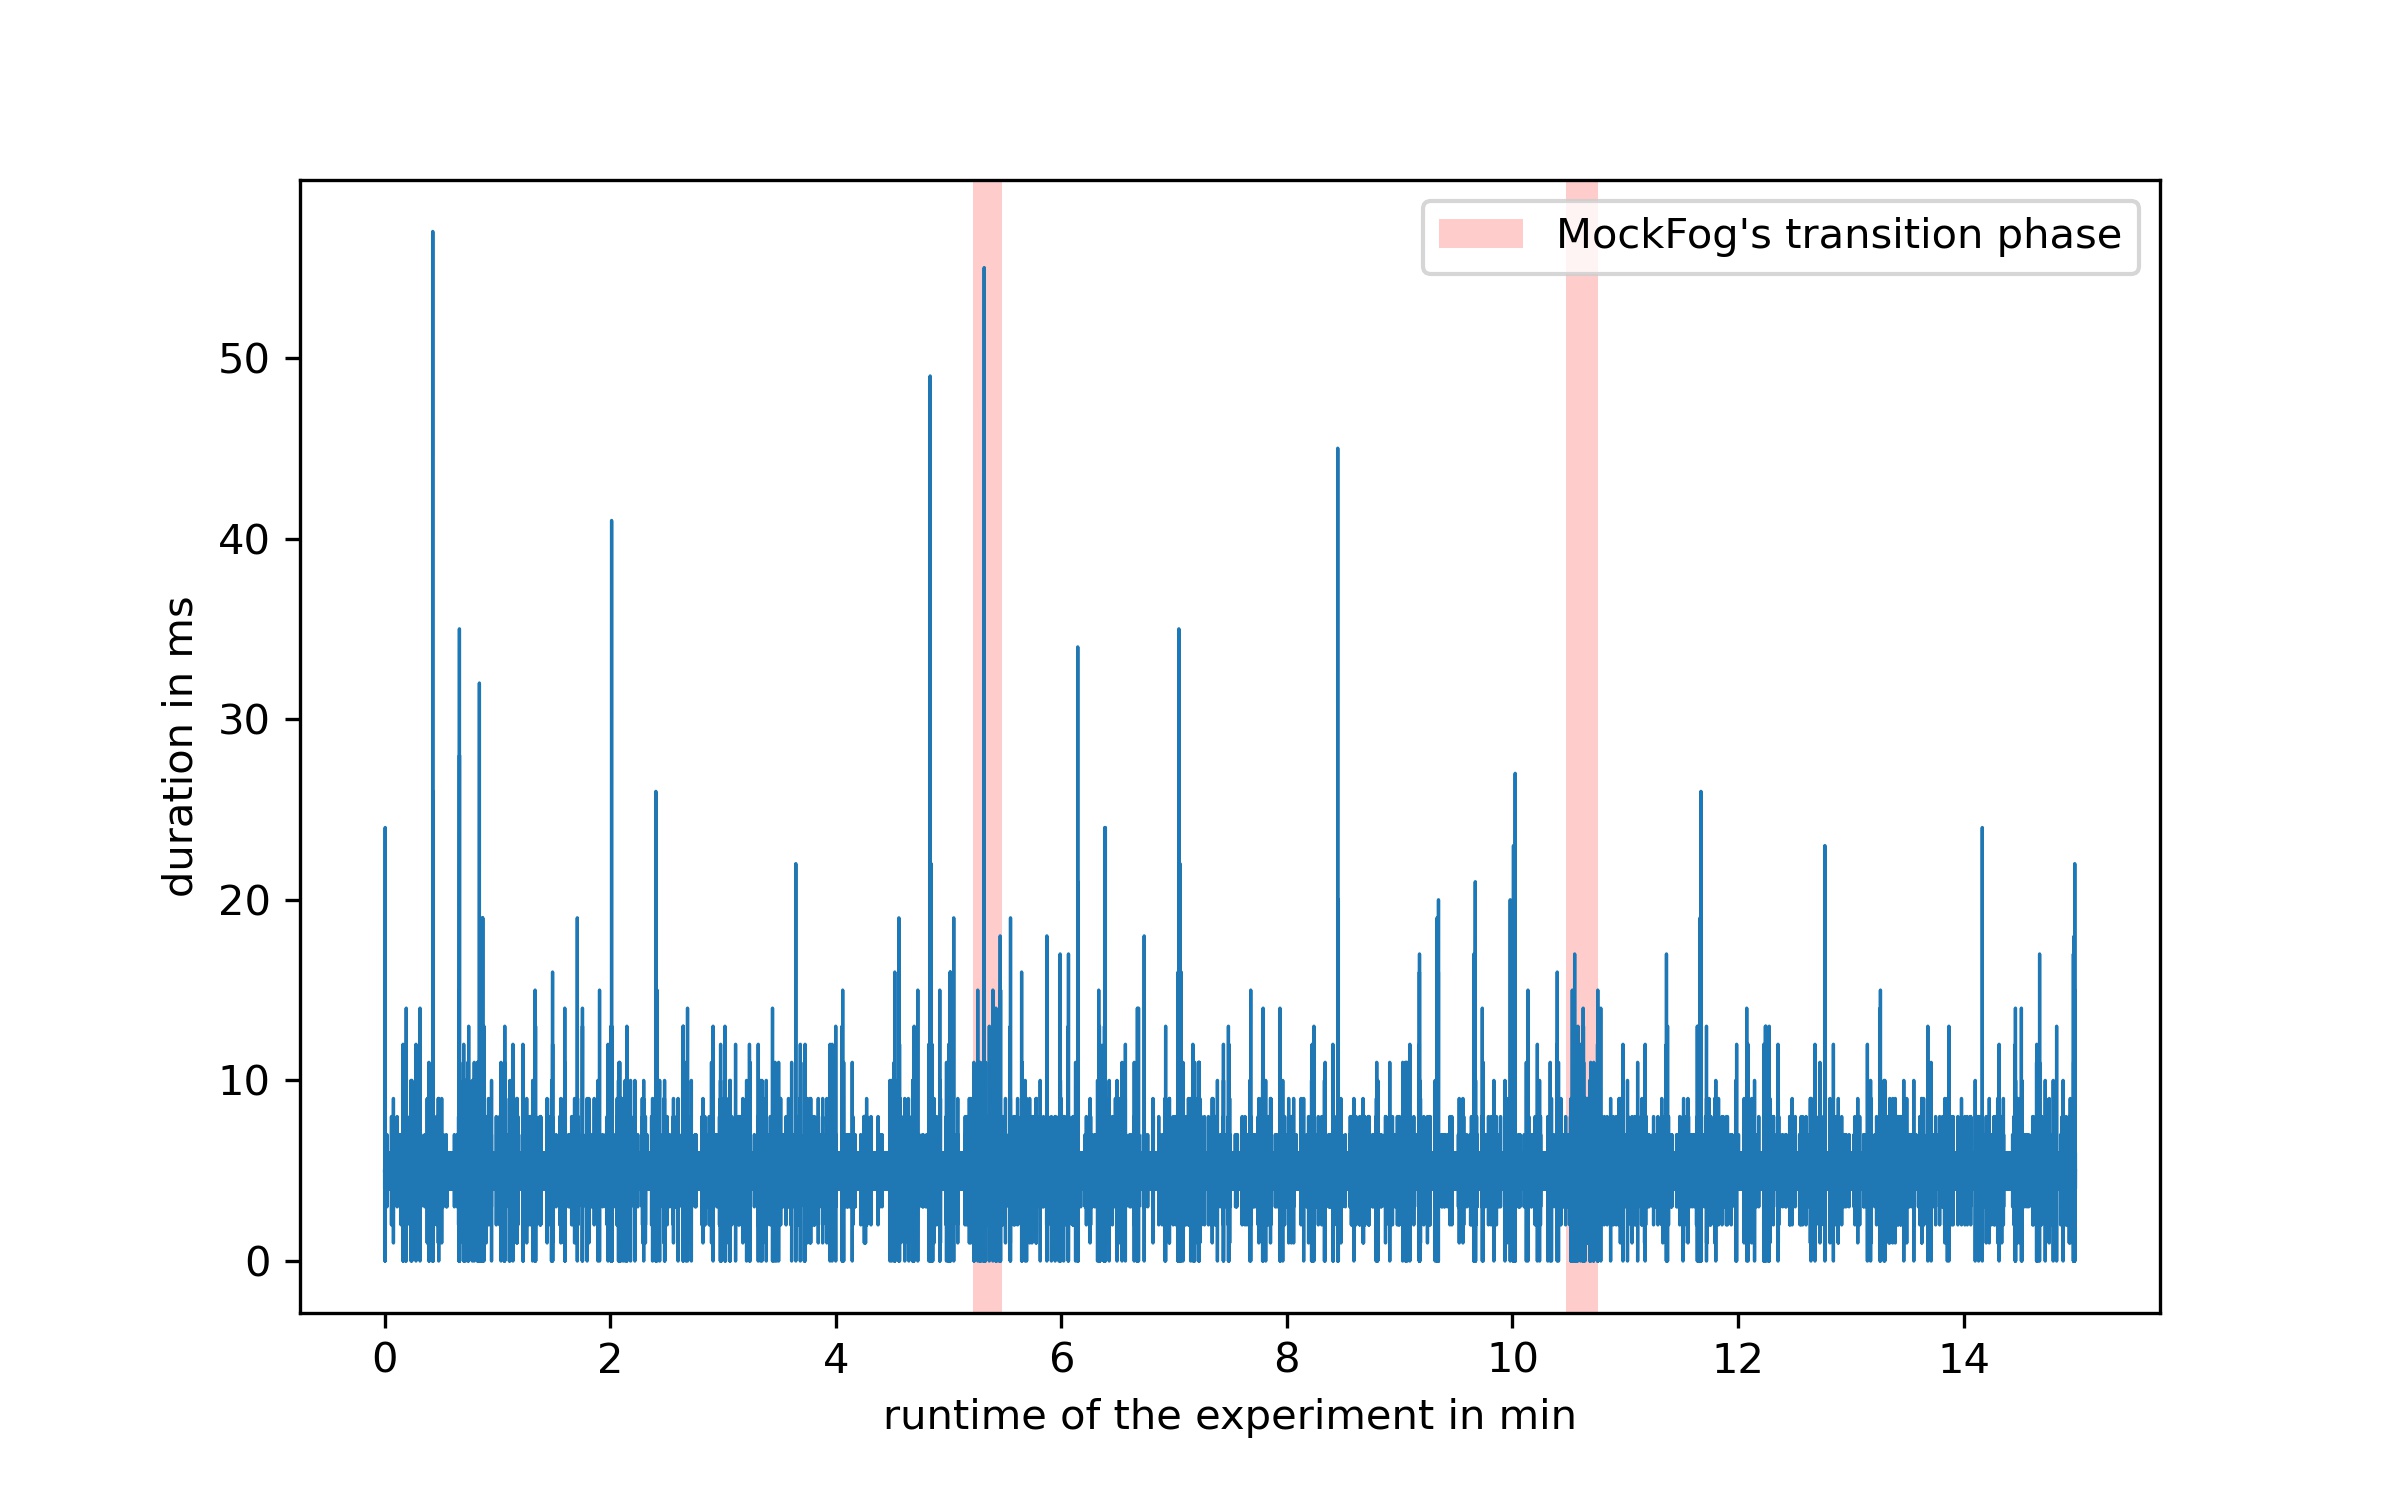 MockFog's transition phase
50
40
30
20
10
0
duration in ms
0 2 4 6 8 10 12 14
runtime of the experiment in min